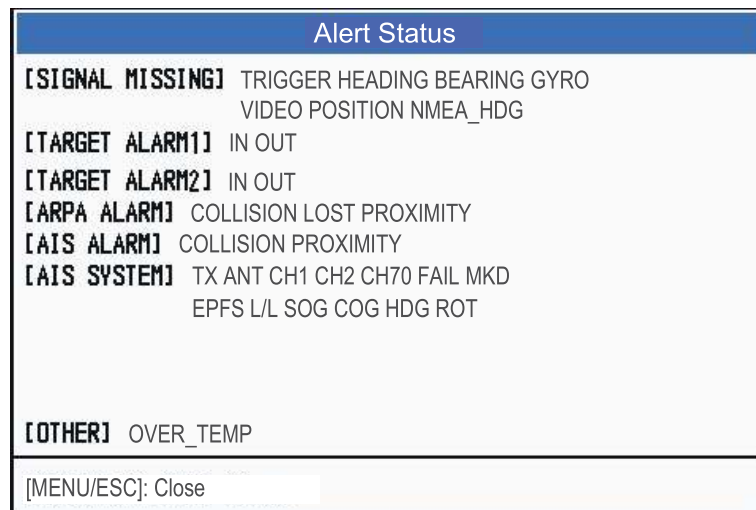 Alert Status
[SIGNAL MISSING] TRIGGER HEADING BEARING GYRO
VIDEO POSITION NMEA_HDG
[TARGET ALARM1] IN OUT
[TARGET ALARM2] IN OUT
[ARPA ALARM] COLLISION LOST PROXIMITY
[AIS ALARM] COLLISION PROXIMITY
[AIS SYSTEM] TX ANT CH1 CH2 CH70 FAIL MKD
EPFS L/L SOG COG HDG ROT
[OTHER] OVER_TEMP
[MENU/ESC]: Close